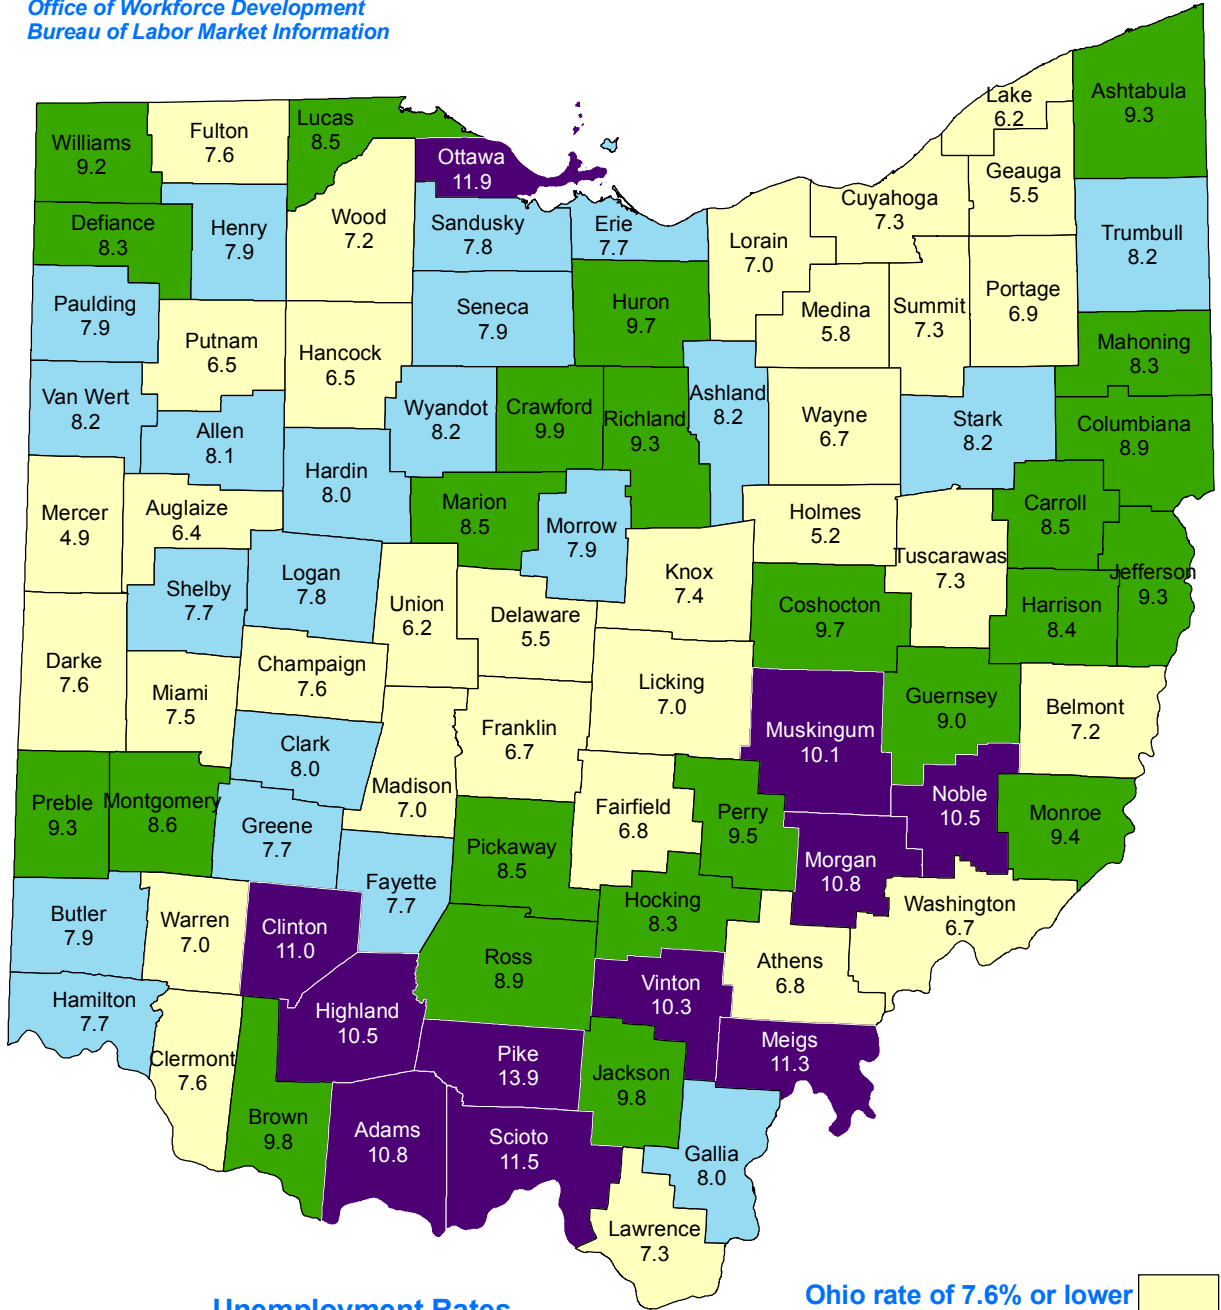 Office of Workforce Development
Bureau of Labor Market Information
Ashtabula
9.3
Lake
6.2
Williams
9.2
Fulton
7.6
Lucas
8.5
Ottawa
11.9
Geauga
5.5
Cuyahoga
7.3
Defiance
8.3
Henry
7.9
Wood
7.2
Sandusky
7.8
Erie
7.7
Lorain
7.0
Trumbull
8.2
Paulding
7.9
Putnam
6.5
Hancock
6.5
Seneca
7.9
Huron
9.7
Medina
5.8
Summit
7.3
Portage
6.9
Mahoning
8.3
Van Wert
8.2
Allen
8.1
Wyandot
8.2
Crawford
9.9
Richland
9.3
Ashland
8.2
Wayne
6.7
Stark
8.2
Columbiana
8.9
Hardin
8.0
Mercer
4.9
Auglaize
6.4
Marion
8.5
Morrow
7.9
Holmes
5.2
Carroll
8.5
Tuscarawas
7.3
Jefferson
9.3
Shelby
7.7
Logan
7.8
Union
6.2
Delaware
5.5
Knox
7.4
Coshocton
9.7
Harrison
8.4
Darke
7.6
Miami
7.5
Champaign
7.6
Licking
7.0
Guernsey
9.0
Belmont
7.2
Clark
8.0
Franklin
6.7
Muskingum
10.1
Madison
7.0
Preble
9.3
Montgomery
8.6
Greene
7.7
Fairfield
6.8
Perry
9.5
Noble
10.5
Monroe
9.4
Pickaway
8.5
Morgan
10.8
Fayette
7.7
Hocking
8.3
Washington
6.7
Butler
7.9
Warren
7.0
Clinton
11.0
Ross
8.9
Athens
6.8
Vinton
10.3
Hamilton
7.7
Highland
10.5
Pike
13.9
Meigs
11.3
Clermont
7.6
Jackson
9.8
Brown
9.8
Adams
10.8
Scioto
11.5
Gallia
8.0
Lawrence
7.3
Unemployment Rates
Ohio rate of 7.6% or lower